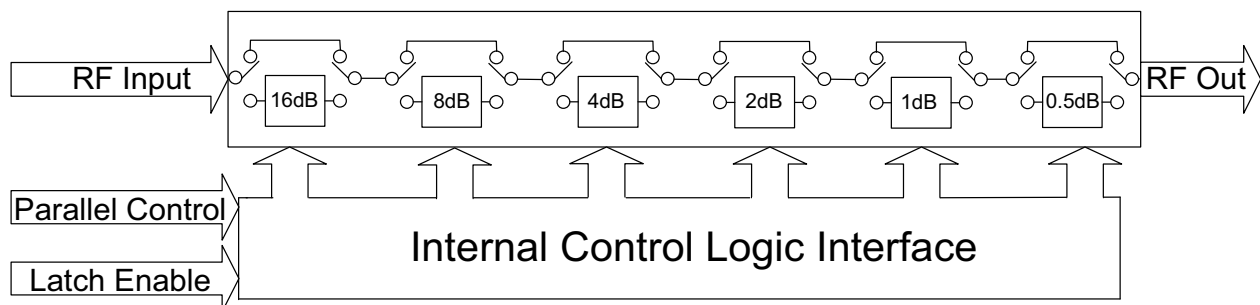 RF Input
16dB
8dB
4dB
2dB
1dB
0.5dB
RF Out
Parallel Control
Internal Control Logic Interface
Latch Enable